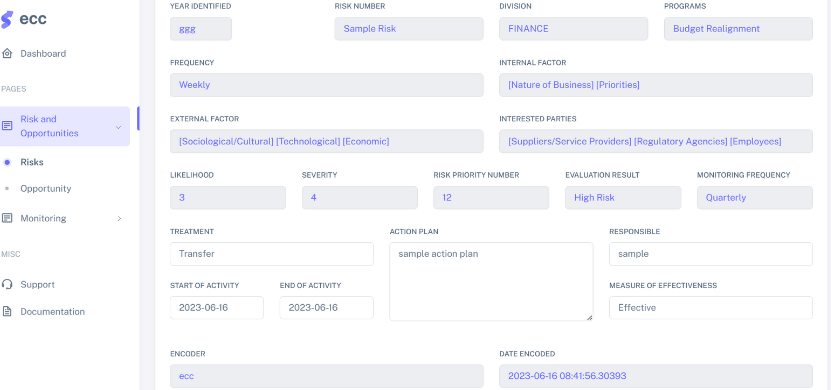 ecc
Dashboard
PAGES
Risk and
Opportunities
Risks
Opportunity
Monitoring
MISC
Support
Documentation
YEAR IDENTIFIED RISK NUMBER DIVISION PROGRAMS
ggg Sample Risk FINANCE Budget Realignment
FREQUENCY INTERNAL FACTOR
Weekly [Nature of Business] [Priorities]
EXTERNAL FACTOR INTERESTED PARTIES
[Sociological/Cultural] [Technological] [Economic] [Suppliers/Service Providers] [Regulatory Agencies] [Employees]
LIKELIHOOD SEVERITY RISK PRIORITY NUMBER EVALUATION RESULT MONITORING FREQUENCY
3 4 12 High Risk Quarterly
TREATMENT ACTION PLAN RESPONSIBLE
Transfer sample action plan sample
START OF ACTIVITY END OF ACTIVITY MEASURE OF EFFECTIVENESS
2023-06-16 2023-06-16 Effective
ENCODER DATE ENCODED
ecc 2023-06-16 08:41:56.30393